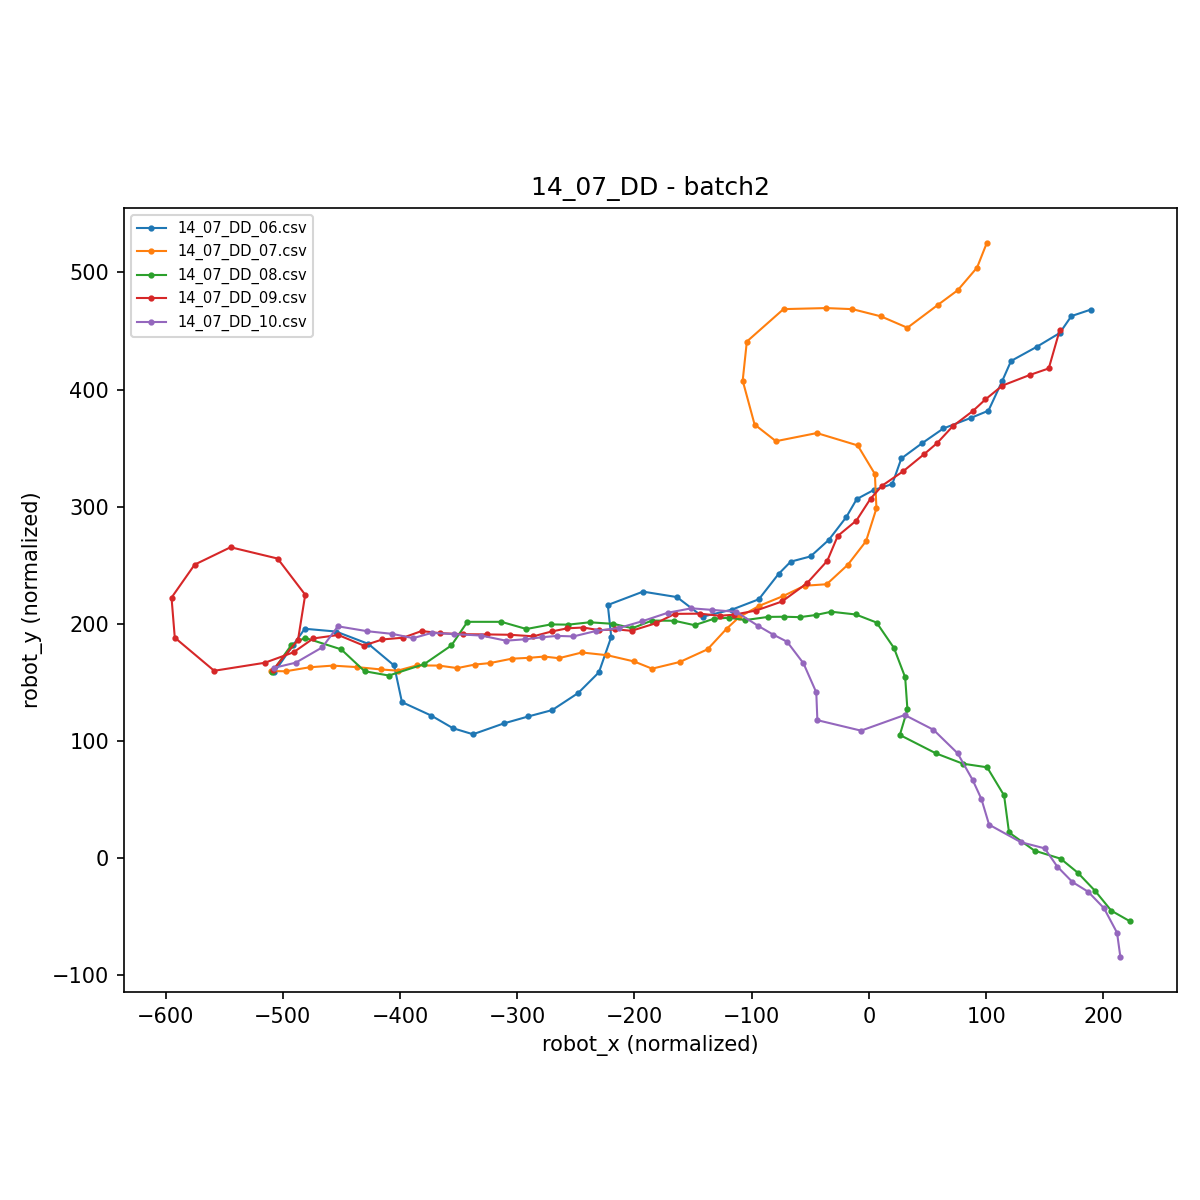 14_07_DD - batch2
14_07_DD_06.csv
14_07_DD_07.csv
14_07_DD_08.csv
14_07_DD_09.csv
14_07_DD_10.csv
robot_y (normalized)
500
400
300
200
100
0
−100
−600 −500 −400 −300 −200 −100 0 100 200
robot_x (normalized)